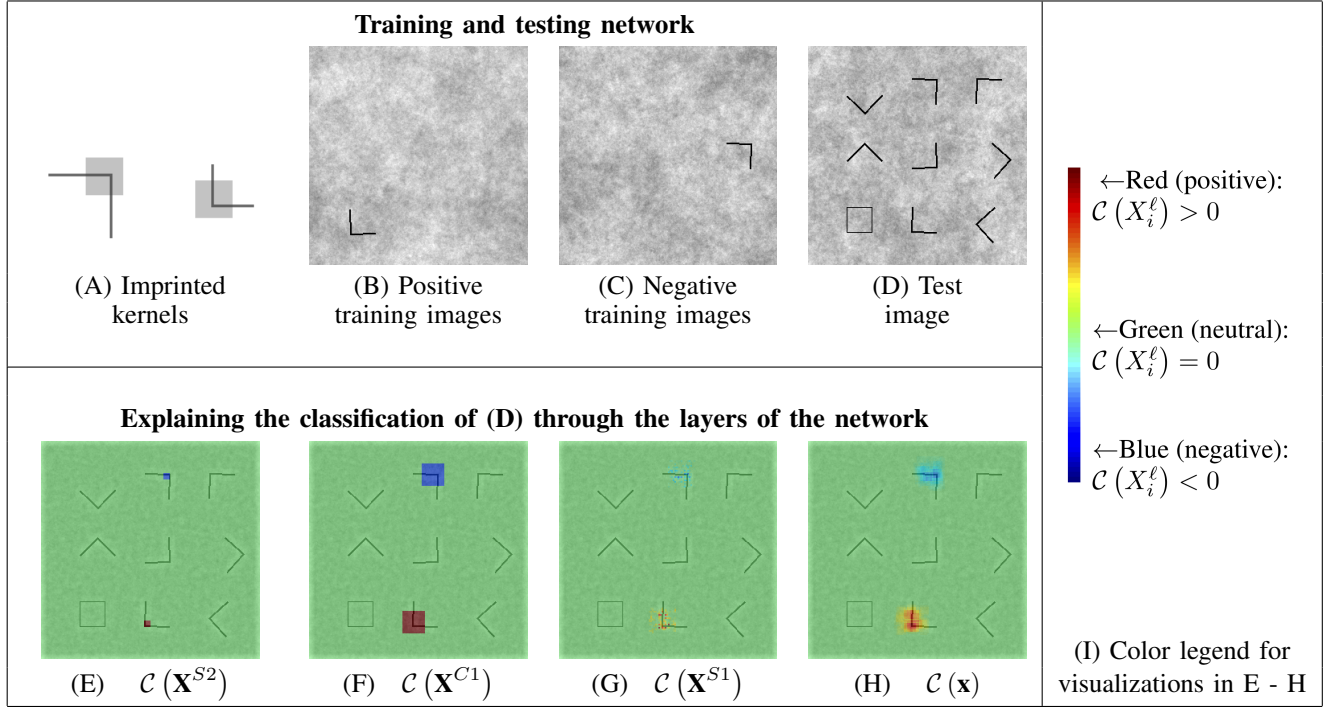 Training and testing network
(A) Imprinted
kernels
(B) Positive
training images
(C) Negative
training images
(D) Test
image
Explaining the classification of (D) through the layers of the network
(E) 𝒞 (𝐗^{S2})
(F) 𝒞 (𝐗^{C1})
(G) 𝒞 (𝐗^{S1})
(H) 𝒞 (𝐱)
←Red (positive):
𝒞 (X_i^ℓ) > 0
←Green (neutral):
𝒞 (X_i^ℓ) = 0
←Blue (negative):
𝒞 (X_i^ℓ) < 0
(I) Color legend for
visualizations in E - H